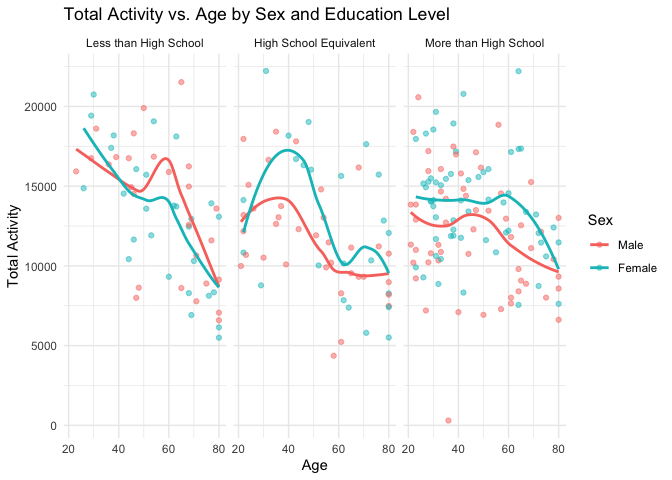 Total Activity vs. Age by Sex and Education Level
Less than High School
High School Equivalent
More than High School
20000
15000
10000
5000
0
Total Activity
20 40 60 80
20 40 60 80
20 40 60 80
Age
Sex
Male
Female